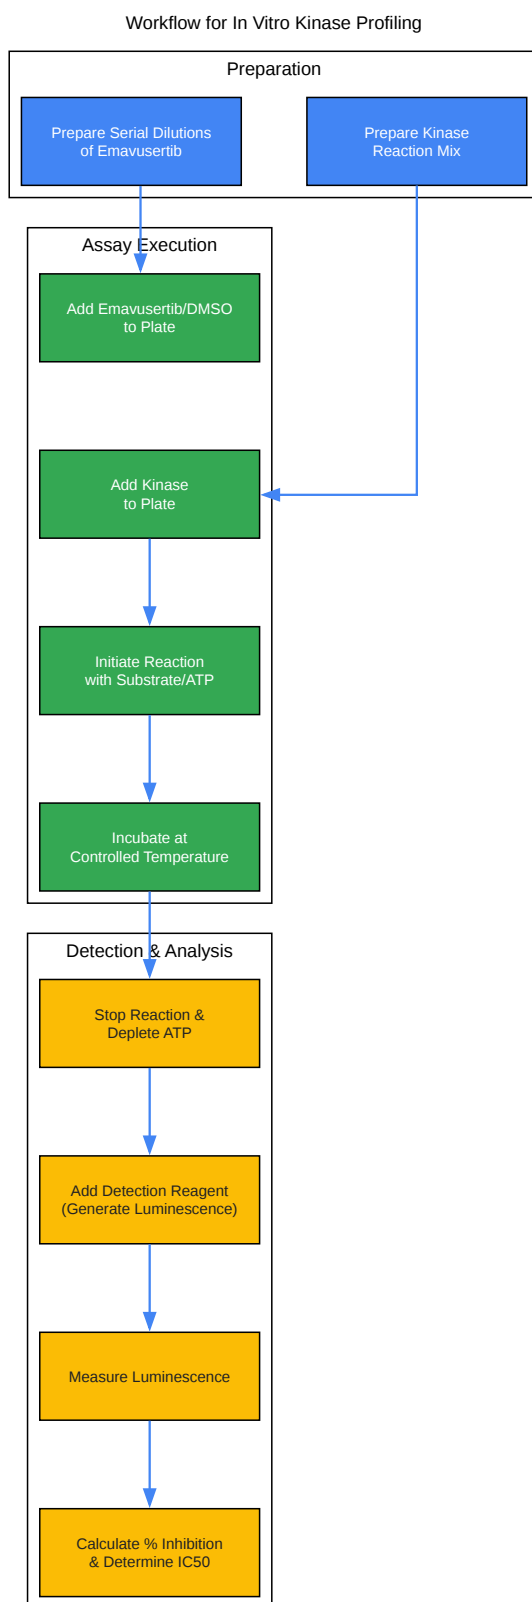 Workflow for In Vitro Kinase Profiling
Preparation
Prepare Serial Dilutions
of Emavusertib
Prepare Kinase
Reaction Mix
Assay Execution
Add Emavusertib/DMSO
to Plate
Add Kinase
to Plate
Initiate Reaction
with Substrate/ATP
Incubate at
Controlled Temperature
Detection & Analysis
Stop Reaction &
Deplete ATP
Add Detection Reagent
(Generate Luminescence)
Measure Luminescence
Calculate % Inhibition
& Determine IC50